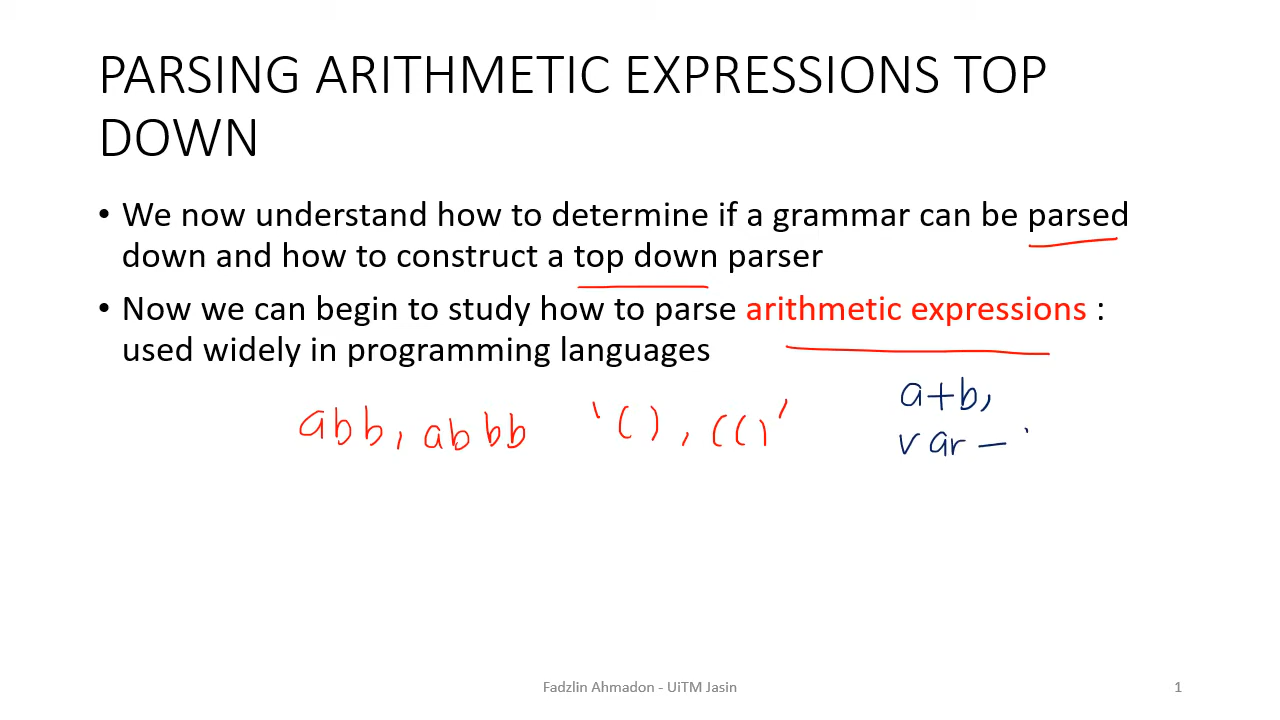 PARSING ARITHMETIC EXPRESSIONS TOP
DOWN
• We now understand how to determine if a grammar can be parsed
down and how to construct a top down parser
• Now we can begin to study how to parse arithmetic expressions :
used widely in programming languages
abb, abbb '(), (()' a+b,
var –
Fadzlin Ahmadon - UiTM Jasin 1